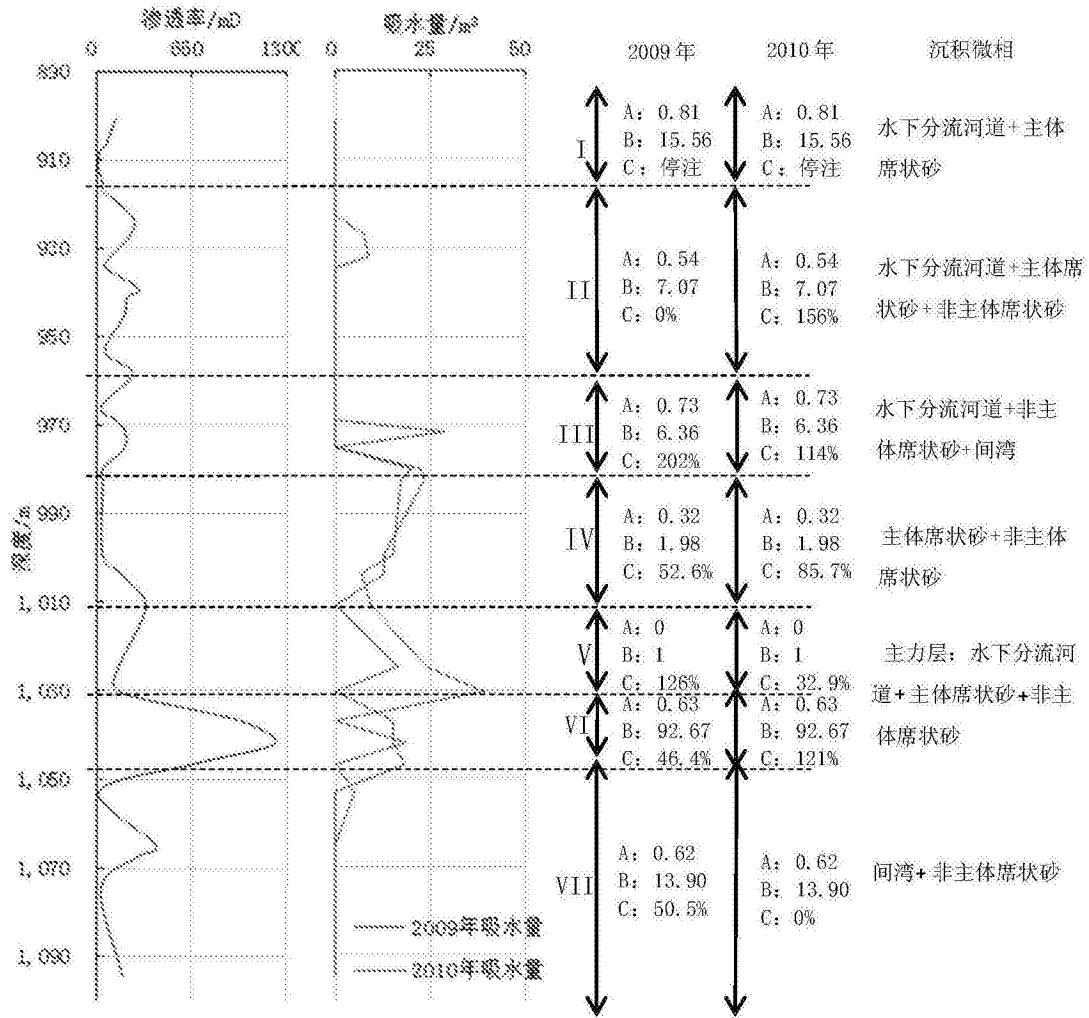 渗透率/mD 吸水量/m³
0 650 1300 0 25 50
2009年 2010年 沉积微相
890
910
930
950
970
990
1,010
1,030
1,050
1,070
1,090
深度/m
I
A: 0.81
B: 15.56
C: 停注
A: 0.81
B: 15.56
C: 停注
水下分流河道+主体
席状砂
II
A: 0.54
B: 7.07
C: 0%
A: 0.54
B: 7.07
C: 156%
水下分流河道+主体席
状砂+非主体席状砂
III
A: 0.73
B: 6.36
C: 202%
A: 0.73
B: 6.36
C: 114%
水下分流河道+非主
体席状砂+间湾
IV
A: 0.32
B: 1.98
C: 52.6%
A: 0.32
B: 1.98
C: 85.7%
主体席状砂+非主体
席状砂
V
A: 0
B: 1
C: 126%
A: 0
B: 1
C: 32.9%
主力层: 水下分流河
道+主体席状砂+非主
体席状砂
VI
A: 0.63
B: 92.67
C: 46.4%
A: 0.63
B: 92.67
C: 121%
VII
A: 0.62
B: 13.90
C: 50.5%
A: 0.62
B: 13.90
C: 0%
间湾+非主体席状砂
2009年吸水量
2010年吸水量